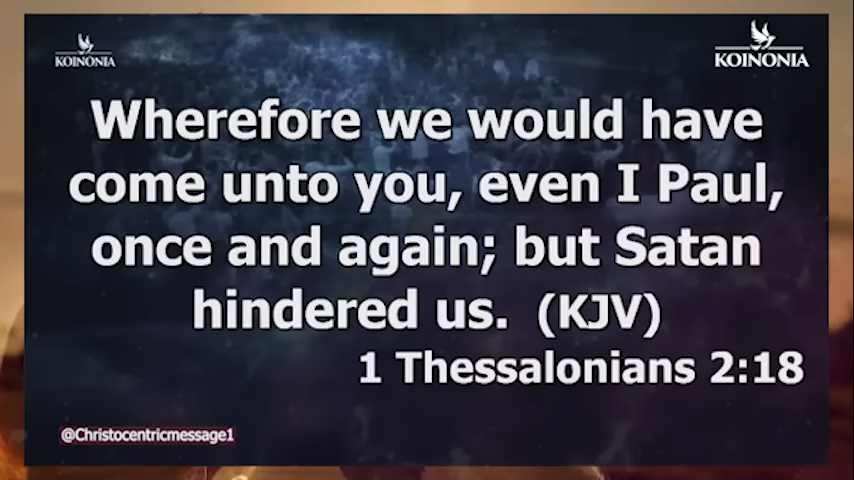 KOINONIA
KOINONIA
Wherefore we would have
come unto you, even I Paul,
once and again; but Satan
hindered us. (KJV)
1 Thessalonians 2:18
@Christocentricmessage1